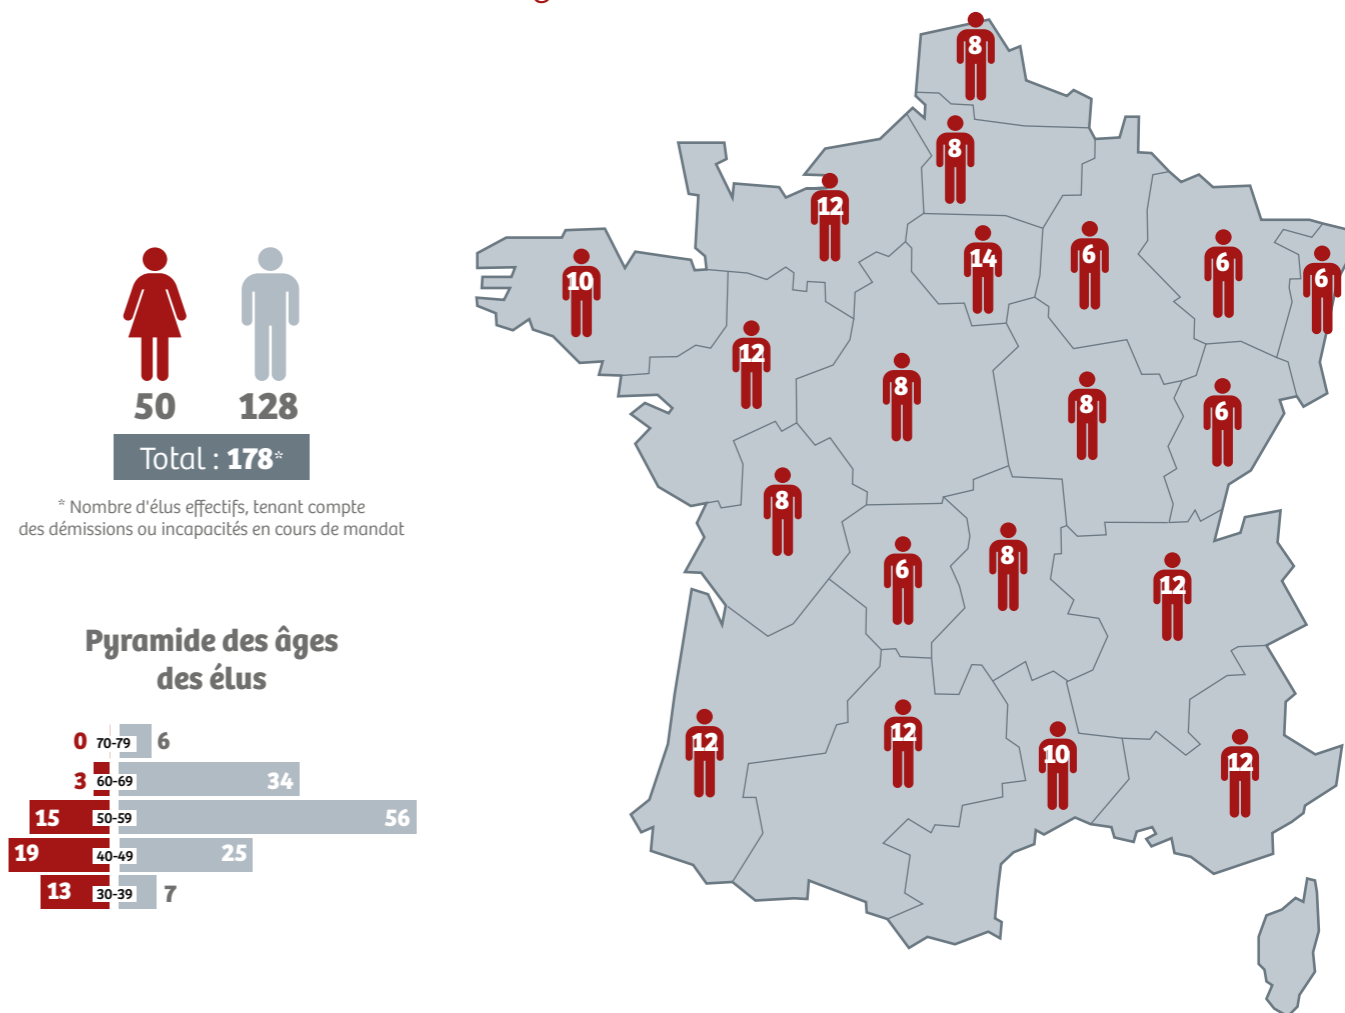 50 128
Total : 178*
* Nombre d'élus effectifs, tenant compte
des démissions ou incapacités en cours de mandat
Pyramide des âges
des élus
0 70-79 6
3 60-69 34
15 50-59 56
19 40-49 25
13 30-39 7
8
8
12
14
6
6
6
10
12
8
8
6
8
6
8
12
12
12
10
12